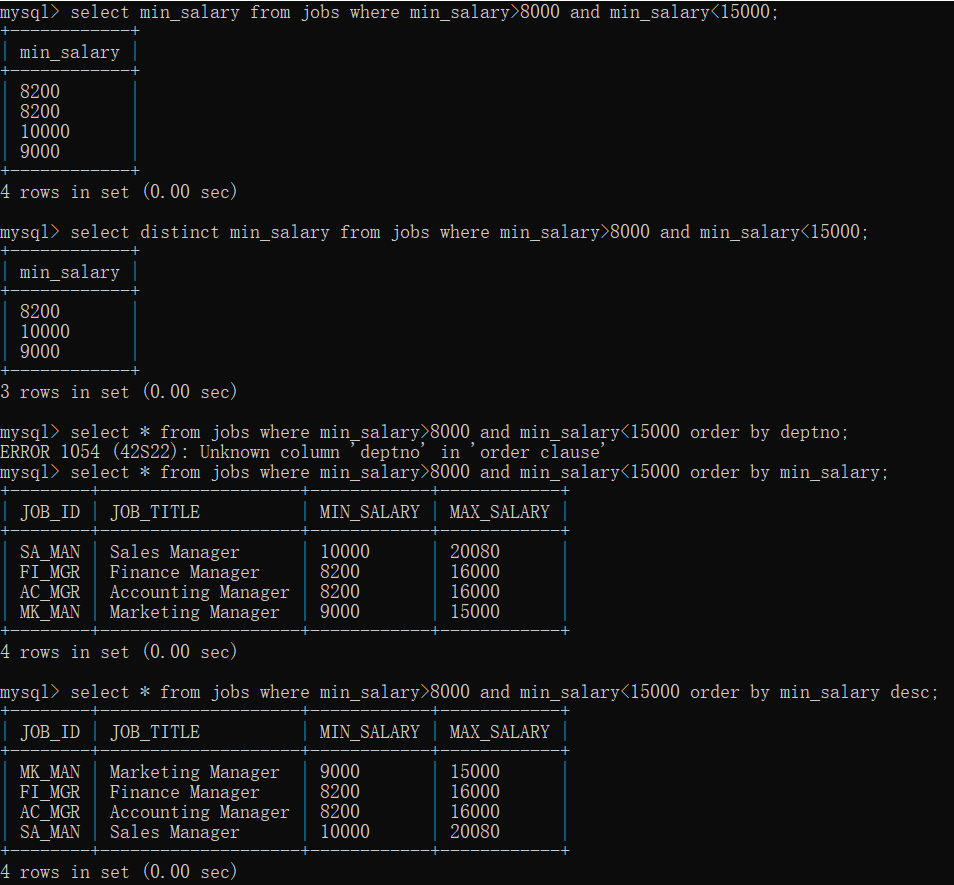 mysql> select min_salary from jobs where min_salary>8000 and min_salary<15000;
+------------+
| min_salary |
+------------+
| 8200       |
| 8200       |
| 10000      |
| 9000       |
+------------+
4 rows in set (0.00 sec)
mysql> select distinct min_salary from jobs where min_salary>8000 and min_salary<15000;
+------------+
| min_salary |
+------------+
| 8200       |
| 10000      |
| 9000       |
+------------+
3 rows in set (0.00 sec)
mysql> select * from jobs where min_salary>8000 and min_salary<15000 order by deptno;
ERROR 1054 (42S22): Unknown column 'deptno' in 'order clause'
mysql> select * from jobs where min_salary>8000 and min_salary<15000 order by min_salary;
+--------+--------------------+------------+------------+
| JOB_ID | JOB_TITLE          | MIN_SALARY | MAX_SALARY |
+--------+--------------------+------------+------------+
| SA_MAN | Sales Manager      | 10000      | 20080      |
| FI_MGR | Finance Manager    | 8200       | 16000      |
| AC_MGR | Accounting Manager | 8200       | 16000      |
| MK_MAN | Marketing Manager  | 9000       | 15000      |
+--------+--------------------+------------+------------+
4 rows in set (0.00 sec)
mysql> select * from jobs where min_salary>8000 and min_salary<15000 order by min_salary desc;
+--------+--------------------+------------+------------+
| JOB_ID | JOB_TITLE          | MIN_SALARY | MAX_SALARY |
+--------+--------------------+------------+------------+
| MK_MAN | Marketing Manager  | 9000       | 15000      |
| FI_MGR | Finance Manager    | 8200       | 16000      |
| AC_MGR | Accounting Manager | 8200       | 16000      |
| SA_MAN | Sales Manager      | 10000      | 20080      |
+--------+--------------------+------------+------------+
4 rows in set (0.00 sec)